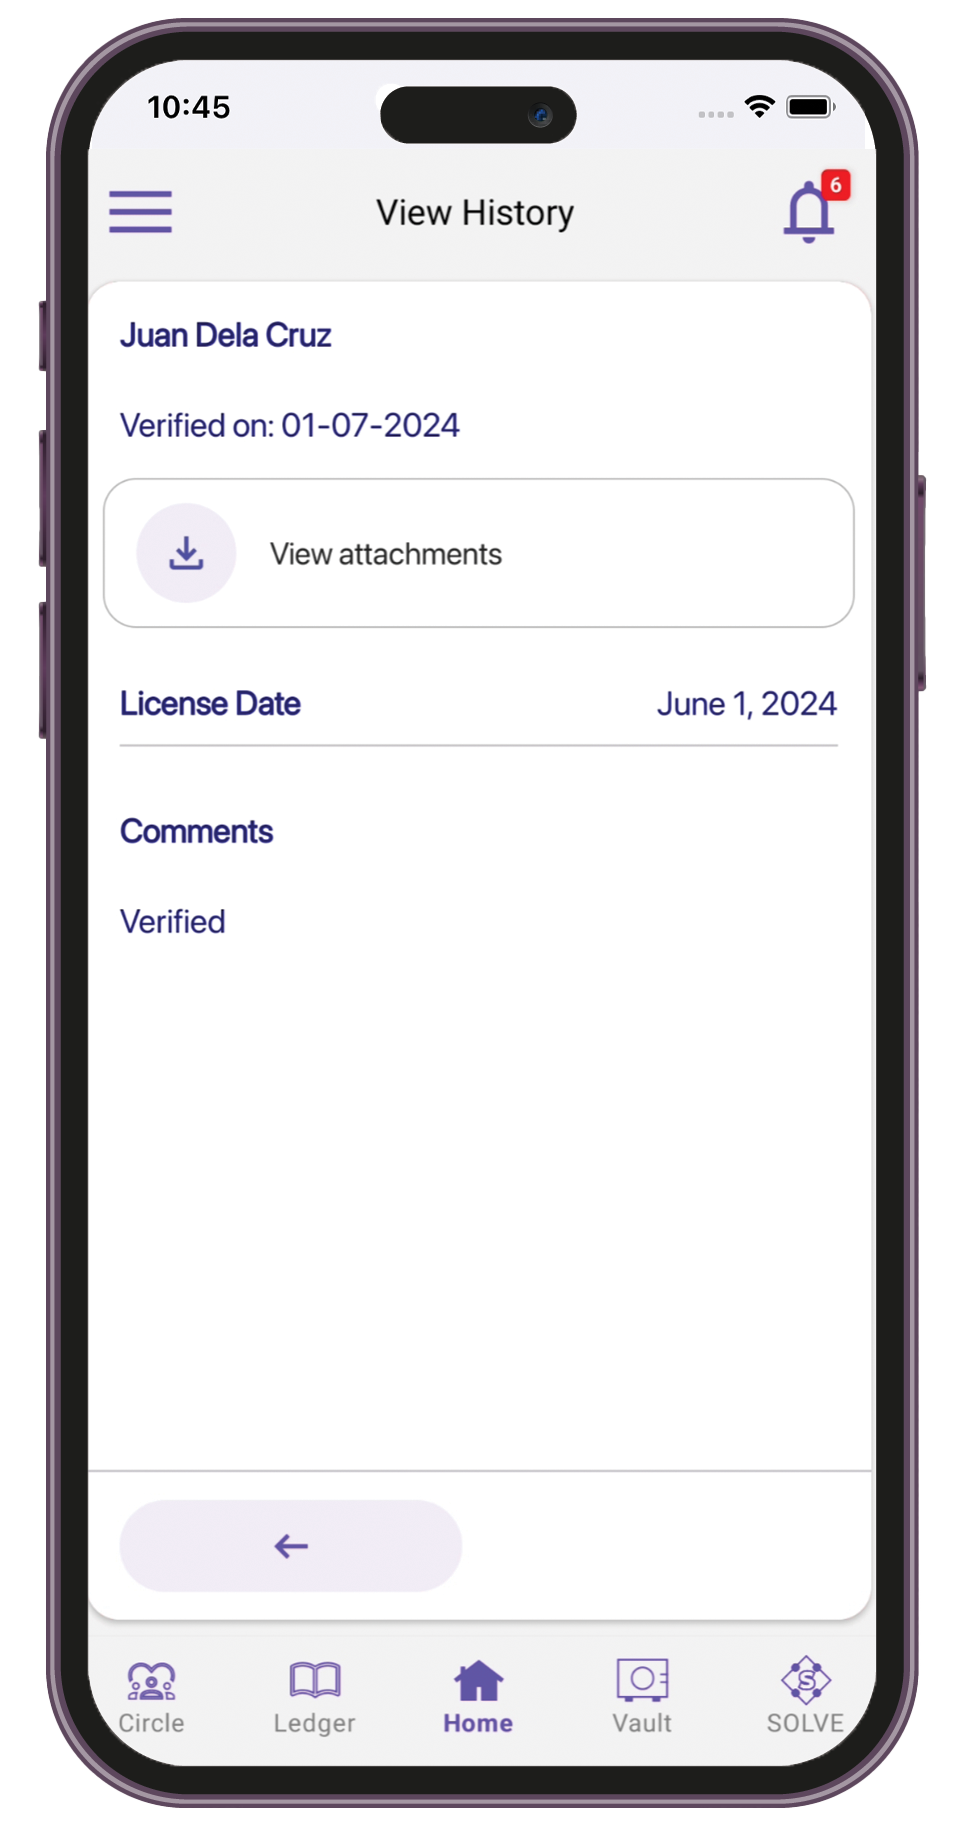 10:45
View History
6
Juan Dela Cruz
Verified on: 01-07-2024
View attachments
License Date June 1, 2024
Comments
Verified
Circle Ledger Home Vault SOLVE
S